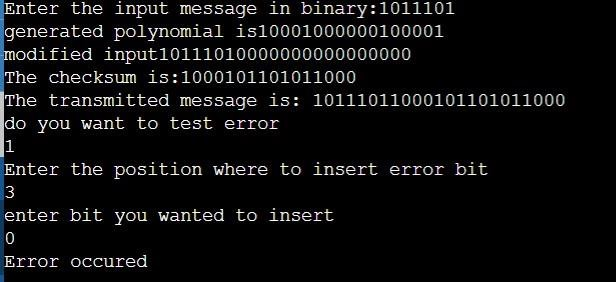 Enter the input message in binary:1011101
generated polynomial is10001000000100001
modified input10111010000000000000000
The checksum is:1000101101011000
The transmitted message is: 10111011000101101011000
do you want to test error
1
Enter the position where to insert error bit
3
enter bit you wanted to insert
0
Error occured